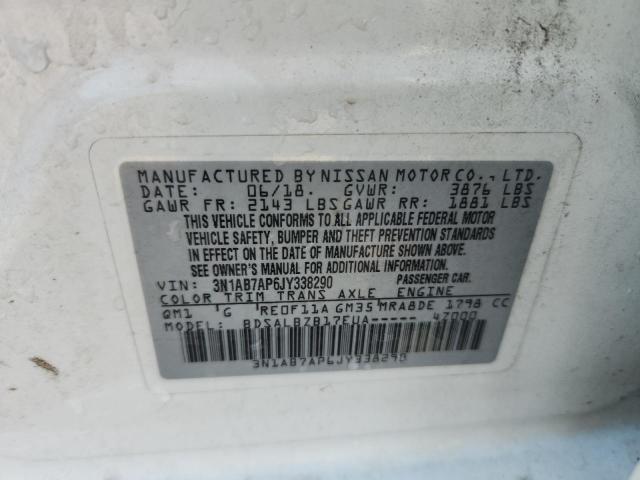 MANUFACTURED BY NISSAN MOTOR CO., LTD.
DATE: 06/18. GVWR: 3876 LBS
GAWR FR: 2143 LBS GAWR RR: 1881 LBS
THIS VEHICLE CONFORMS TO ALL APPLICABLE FEDERAL MOTOR
VEHICLE SAFETY, BUMPER AND THEFT PREVENTION STANDARDS
IN EFFECT ON THE DATE OF MANUFACTURE SHOWN ABOVE.
SEE OWNER'S MANUAL FOR ADDITIONAL INFORMATION.
VIN: 3N1AB7AP6JY338290 PASSENGER CAR.
COLOR TRIM TRANS AXLE ENGINE
QM1 G RE0F11A GM35 MRA8DE 1798 CC
MODEL: BDSALBZB17EUA----- 47000
3N1AB7AP6JY338290